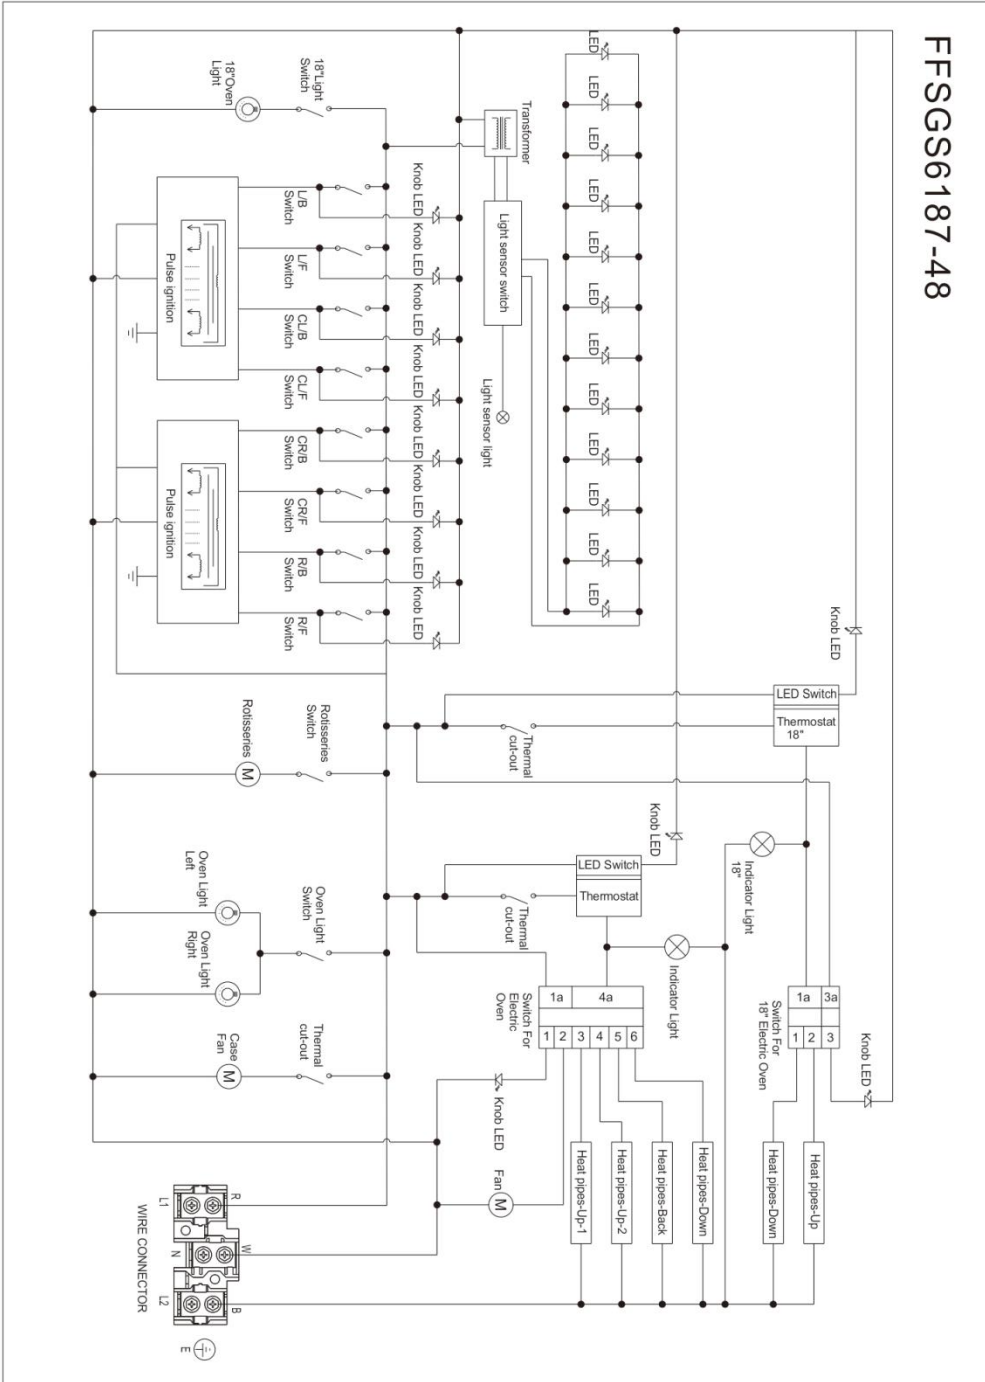 FFSGS6187-48
LED
LED
LED
LED
LED
LED
LED
LED
LED
LED
LED
LED
18"Oven
Light
18"Light
Switch
Transformer
Light sensor switch
Light sensor light
Knob LED
Knob LED
Knob LED
Knob LED
Knob LED
Knob LED
Knob LED
Knob LED
L/B
Switch
L/F
Switch
CL/B
Switch
CL/F
Switch
CR/B
Switch
CR/F
Switch
R/B
Switch
R/F
Switch
Pulse ignition
Pulse ignition
Knob LED
LED Switch
Thermostat
18"
Thermal
cut-out
Rotisseries
Switch
Rotisseries
M
Knob LED
LED Switch
Thermostat
Thermal
cut-out
Indicator Light
18"
Indicator Light
Oven Light
Switch
Oven Light
Left
Oven Light
Right
Thermal
cut-out
Case
Fan
M
Switch For
Electric
Oven
1a
4a
1
2
3
4
5
6
Switch For
18" Electric Oven
1a
3a
1
2
3
Knob LED
Knob LED
Fan
M
Heat pipes-Up-1
Heat pipes-Up-2
Heat pipes-Back
Heat pipes-Down
Heat pipes-Down
Heat pipes-Up
WIRE CONNECTOR
L1
R
N
W
L2
B
E